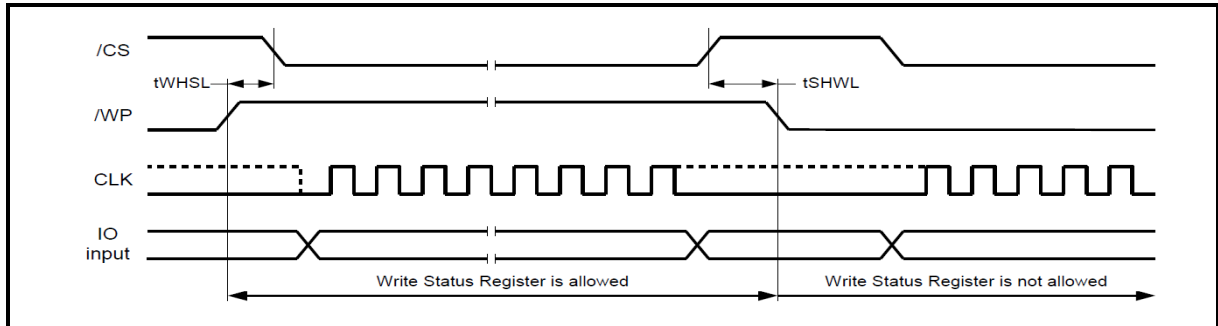 /CS
tWHSL
tSHWL
/WP
CLK
IO
input
Write Status Register is allowed
Write Status Register is not allowed